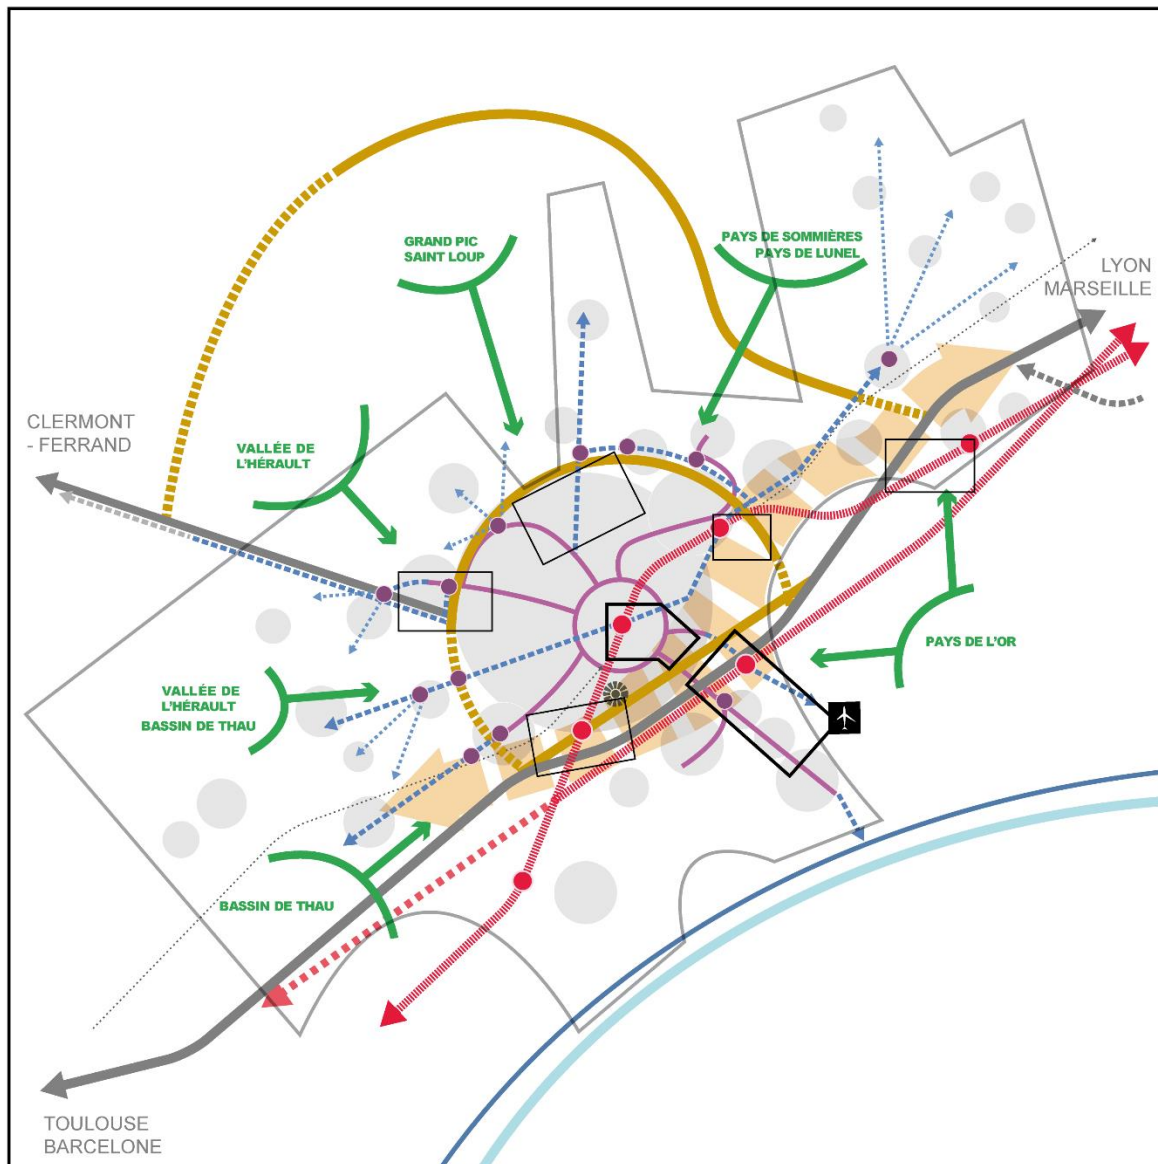 GRAND PIC
SAINT LOUP
PAYS DE SOMMIÈRES
PAYS DE LUNEL
LYON
MARSEILLE
CLERMONT
- FERRAND
VALLÉE DE
L'HÉRAULT
PAYS DE L'OR
VALLÉE DE
L'HÉRAULT
BASSIN DE THAU
BASSIN DE THAU
TOULOUSE
BARCELONE